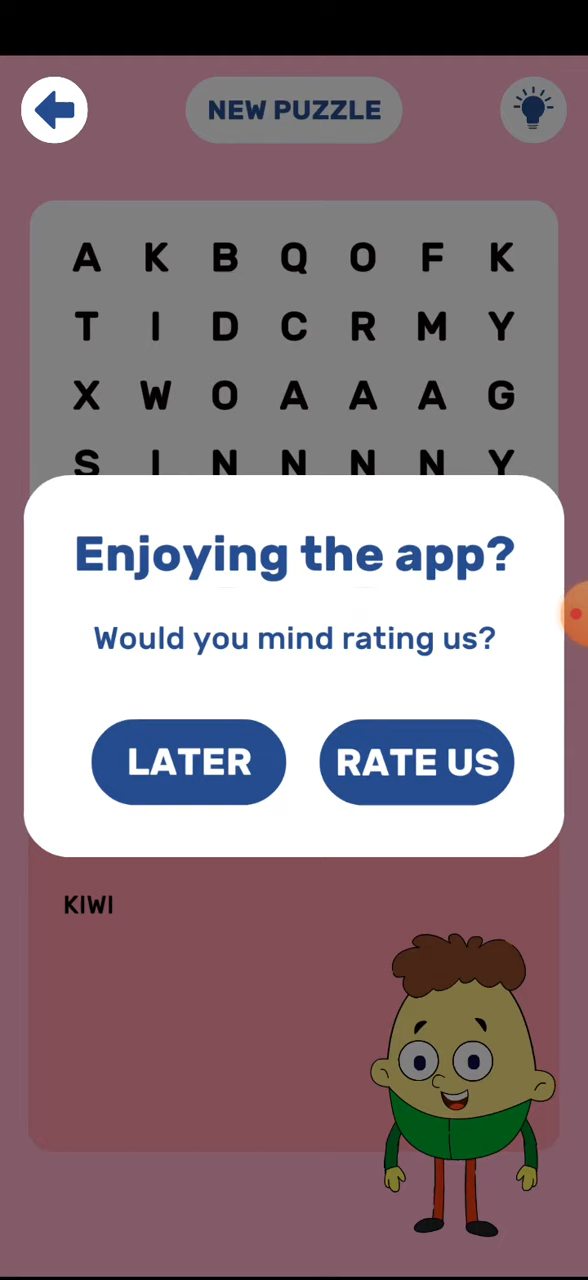 NEW PUZZLE
A K B Q O F K
T I D C R M Y
X W O A A A G
S I N N N N Y
Enjoying the app?
Would you mind rating us?
LATER
RATE US
KIWI